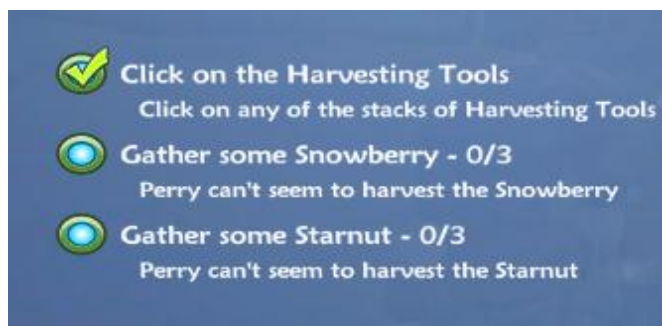 Click on the Harvesting Tools
Click on any of the stacks of Harvesting Tools
Gather some Snowberry - 0/3
Perry can't seem to harvest the Snowberry
Gather some Starnut - 0/3
Perry can't seem to harvest the Starnut